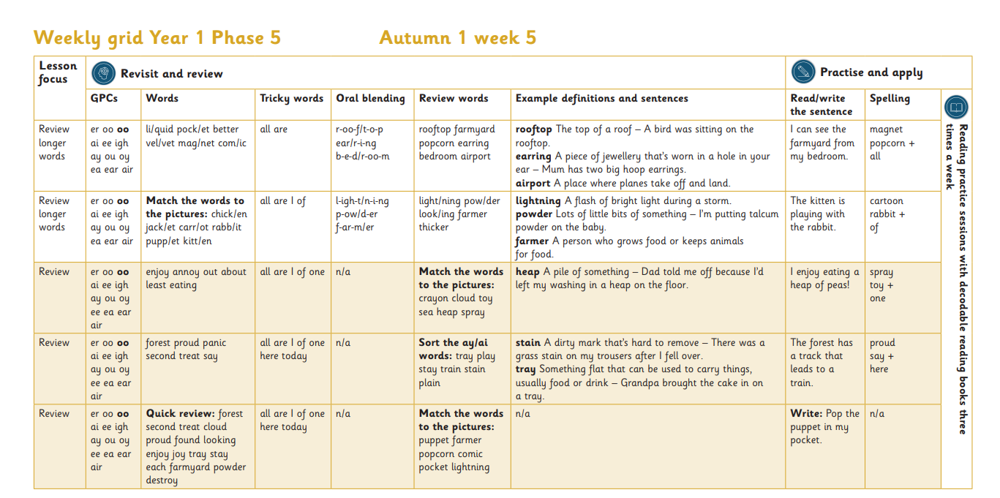 Weekly grid Year 1 Phase 5
Autumn 1 week 5
Lesson
focus
Revisit and review
Practise and apply
GPCs
Words
Tricky words
Oral blending
Review words
Example definitions and sentences
Read/write
the sentence
Spelling
Reading practice sessions with decodable reading books three
times a week
Review
longer
words
er oo oo
ai ee igh
ay ou oy
ea ear air
li/quid pock/et better
vel/vet mag/net com/ic
all are
r-oo-f/t-o-p
ear/r-i-ng
b-e-d/r-oo-m
rooftop farmyard
popcorn earring
bedroom airport
rooftop The top of a roof – A bird was sitting on the
rooftop.
earring A piece of jewellery that's worn in a hole in your
ear – Mum has two big hoop earrings.
airport A place where planes take off and land.
I can see the
farmyard from
my bedroom.
magnet
popcorn +
all
Review
longer
words
er oo oo
ai ee igh
ay ou oy
ea ear air
Match the words to
the pictures: chick/en
jack/et carr/ot rabb/it
pupp/et kitt/en
all are I of
l-igh-t/n-i-ng
p-ow/d-er
f-ar-m/er
light/ning pow/der
look/ing farmer
thicker
lightning A flash of bright light during a storm.
powder Lots of little bits of something – I'm putting talcum
powder on the baby.
farmer A person who grows food or keeps animals
for food.
The kitten is
playing with
the rabbit.
cartoon
rabbit +
of
Review
er oo oo
ai ee igh
ay ou oy
ee ea ear
air
enjoy annoy out about
least eating
all are I of one
n/a
Match the words
to the pictures:
crayon cloud toy
sea heap spray
heap A pile of something – Dad told me off because I'd
left my washing in a heap on the floor.
I enjoy eating a
heap of peas!
spray
toy +
one
Review
er oo oo
ai ee igh
ay ou oy
ee ea ear
air
forest proud panic
second treat say
all are I of one
here today
n/a
Sort the ay/ai
words: tray play
stay train stain
plain
stain A dirty mark that's hard to remove – There was a
grass stain on my trousers after I fell over.
tray Something flat that can be used to carry things,
usually food or drink – Grandpa brought the cake in on
a tray.
The forest has
a track that
leads to a
train.
proud
say +
here
Review
er oo oo
ai ee igh
ay ou oy
ee ea ear
air
Quick review: forest
second treat cloud
proud found looking
enjoy joy tray stay
each farmyard powder
destroy
all are I of one
here today
n/a
Match the words
to the pictures:
puppet farmer
popcorn comic
pocket lightning
n/a
Write: Pop the
puppet in my
pocket.
n/a